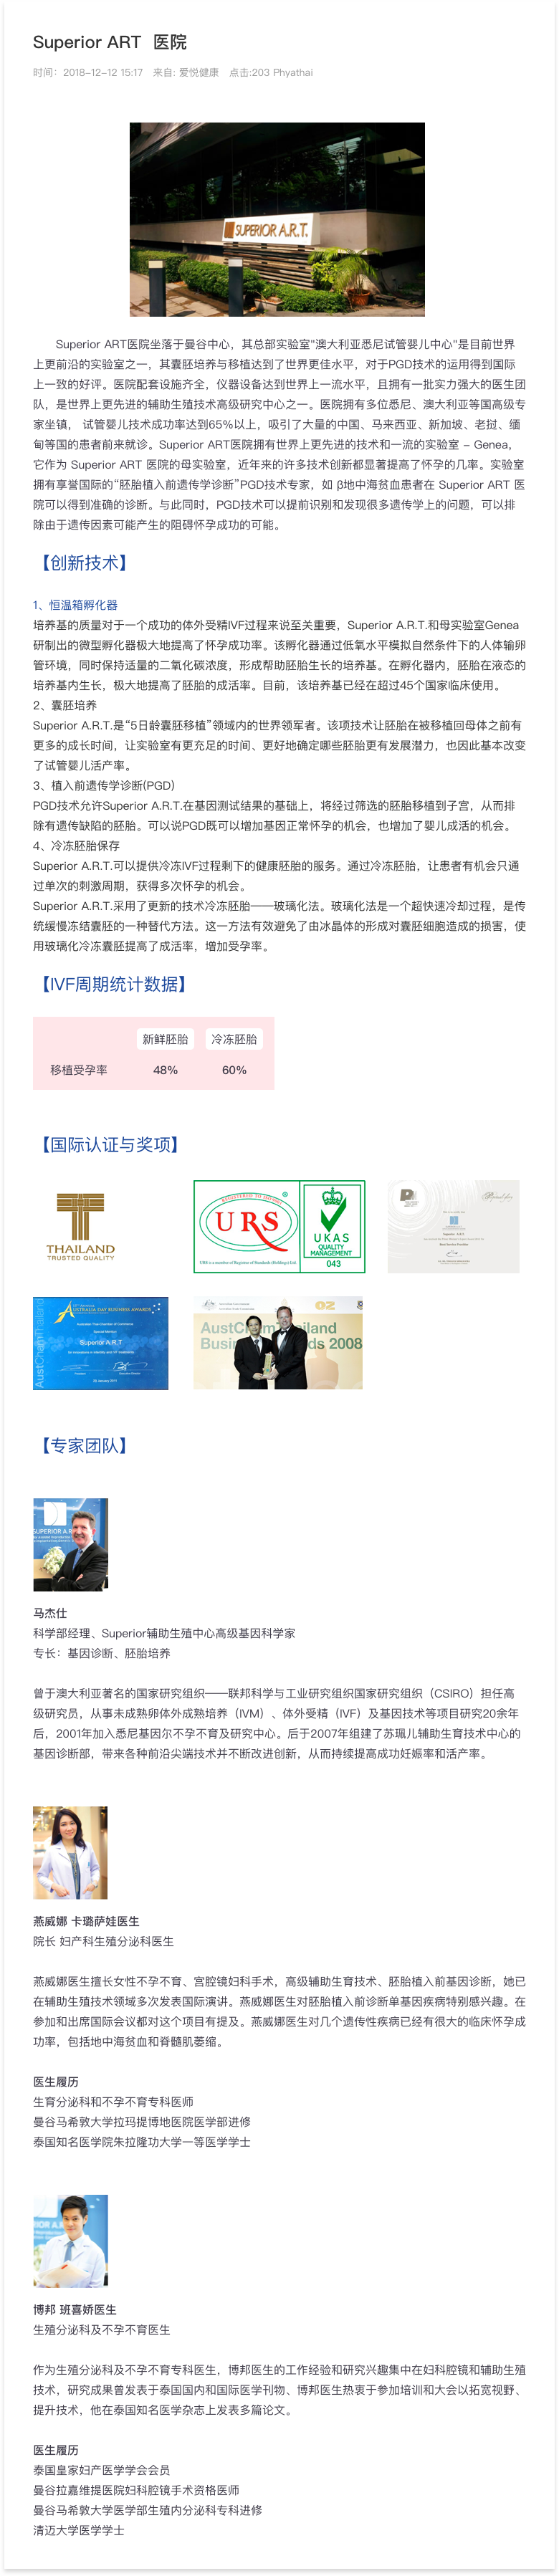 Superior ART 医院
时间：2018-12-12 15:17 来自: 爱悦健康 点击:203 Phyathai
SUPERIOR A.R.T.
Superior ART医院坐落于曼谷中心，其总部实验室"澳大利亚悉尼试管婴儿中心"是目前世界
上更前沿的实验室之一，其囊胚培养与移植达到了世界更佳水平，对于PGD技术的运用得到国际
上一致的好评。医院配套设施齐全，仪器设备达到世界上一流水平，且拥有一批实力强大的医生团
队，是世界上更先进的辅助生殖技术高级研究中心之一。医院拥有多位悉尼、澳大利亚等国高级专
家坐镇， 试管婴儿技术成功率达到65%以上，吸引了大量的中国、马来西亚、新加坡、老挝、缅
甸等国的患者前来就诊。Superior ART医院拥有世界上更先进的技术和一流的实验室 – Genea，
它作为 Superior ART 医院的母实验室，近年来的许多技术创新都显著提高了怀孕的几率。实验室
拥有享誉国际的“胚胎植入前遗传学诊断”PGD技术专家，如 β地中海贫血患者在 Superior ART 医
院可以得到准确的诊断。与此同时，PGD技术可以提前识别和发现很多遗传学上的问题，可以排
除由于遗传因素可能产生的阻碍怀孕成功的可能。
【创新技术】
1、恒温箱孵化器
培养基的质量对于一个成功的体外受精IVF过程来说至关重要，Superior A.R.T.和母实验室Genea
研制出的微型孵化器极大地提高了怀孕成功率。该孵化器通过低氧水平模拟自然条件下的人体输卵
管环境，同时保持适量的二氧化碳浓度，形成帮助胚胎生长的培养基。在孵化器内，胚胎在液态的
培养基内生长，极大地提高了胚胎的成活率。目前，该培养基已经在超过45个国家临床使用。
2、囊胚培养
Superior A.R.T.是“5日龄囊胚移植”领域内的世界领军者。该项技术让胚胎在被移植回母体之前有
更多的成长时间，让实验室有更充足的时间、更好地确定哪些胚胎更有发展潜力，也因此基本改变
了试管婴儿活产率。
3、植入前遗传学诊断(PGD)
PGD技术允许Superior A.R.T.在基因测试结果的基础上，将经过筛选的胚胎移植到子宫，从而排
除有遗传缺陷的胚胎。可以说PGD既可以增加基因正常怀孕的机会，也增加了婴儿成活的机会。
4、冷冻胚胎保存
Superior A.R.T.可以提供冷冻IVF过程剩下的健康胚胎的服务。通过冷冻胚胎，让患者有机会只通
过单次的刺激周期，获得多次怀孕的机会。
Superior A.R.T.采用了更新的技术冷冻胚胎——玻璃化法。玻璃化法是一个超快速冷却过程，是传
统缓慢冻结囊胚的一种替代方法。这一方法有效避免了由冰晶体的形成对囊胚细胞造成的损害，使
用玻璃化冷冻囊胚提高了成活率，增加受孕率。
【IVF周期统计数据】
新鲜胚胎 冷冻胚胎
移植受孕率 48% 60%
【国际认证与奖项】
THAILAND
TRUSTED QUALITY
REGISTERED TO ISO 9001
URS
URS is a member of Registrar of Standards (Holdings) Ltd
UKAS
QUALITY
MANAGEMENT
043
AustChamThailand
AUSTRALIA DAY BUSINESS AWARDS
Superior A.R.T
02
AustChamThailand
Business Awards 2008
【专家团队】
SUPERIOR A.R.T
马杰仕
科学部经理、Superior辅助生殖中心高级基因科学家
专长：基因诊断、胚胎培养
曾于澳大利亚著名的国家研究组织——联邦科学与工业研究组织国家研究组织（CSIRO）担任高
级研究员，从事未成熟卵体外成熟培养（IVM）、体外受精（IVF）及基因技术等项目研究20余年
后，2001年加入悉尼基因尔不孕不育及研究中心。后于2007年组建了苏珮儿辅助生育技术中心的
基因诊断部，带来各种前沿尖端技术并不断改进创新，从而持续提高成功妊娠率和活产率。
燕威娜 卡璐萨娃医生
院长 妇产科生殖分泌科医生
燕威娜医生擅长女性不孕不育、宫腔镜妇科手术，高级辅助生育技术、胚胎植入前基因诊断，她已
在辅助生殖技术领域多次发表国际演讲。燕威娜医生对胚胎植入前诊断单基因疾病特别感兴趣。在
参加和出席国际会议都对这个项目有提及。燕威娜医生对几个遗传性疾病已经有很大的临床怀孕成
功率，包括地中海贫血和脊髓肌萎缩。
医生履历
生育分泌科和不孕不育专科医师
曼谷马希敦大学拉玛提博地医院医学部进修
泰国知名医学院朱拉隆功大学一等医学学士
博邦 班喜娇医生
生殖分泌科及不孕不育医生
作为生殖分泌科及不孕不育专科医生，博邦医生的工作经验和研究兴趣集中在妇科腔镜和辅助生殖
技术，研究成果曾发表于泰国国内和国际医学刊物、博邦医生热衷于参加培训和大会以拓宽视野、
提升技术，他在泰国知名医学杂志上发表多篇论文。
医生履历
泰国皇家妇产医学学会会员
曼谷拉嘉维提医院妇科腔镜手术资格医师
曼谷马希敦大学医学部生殖内分泌科专科进修
清迈大学医学学士